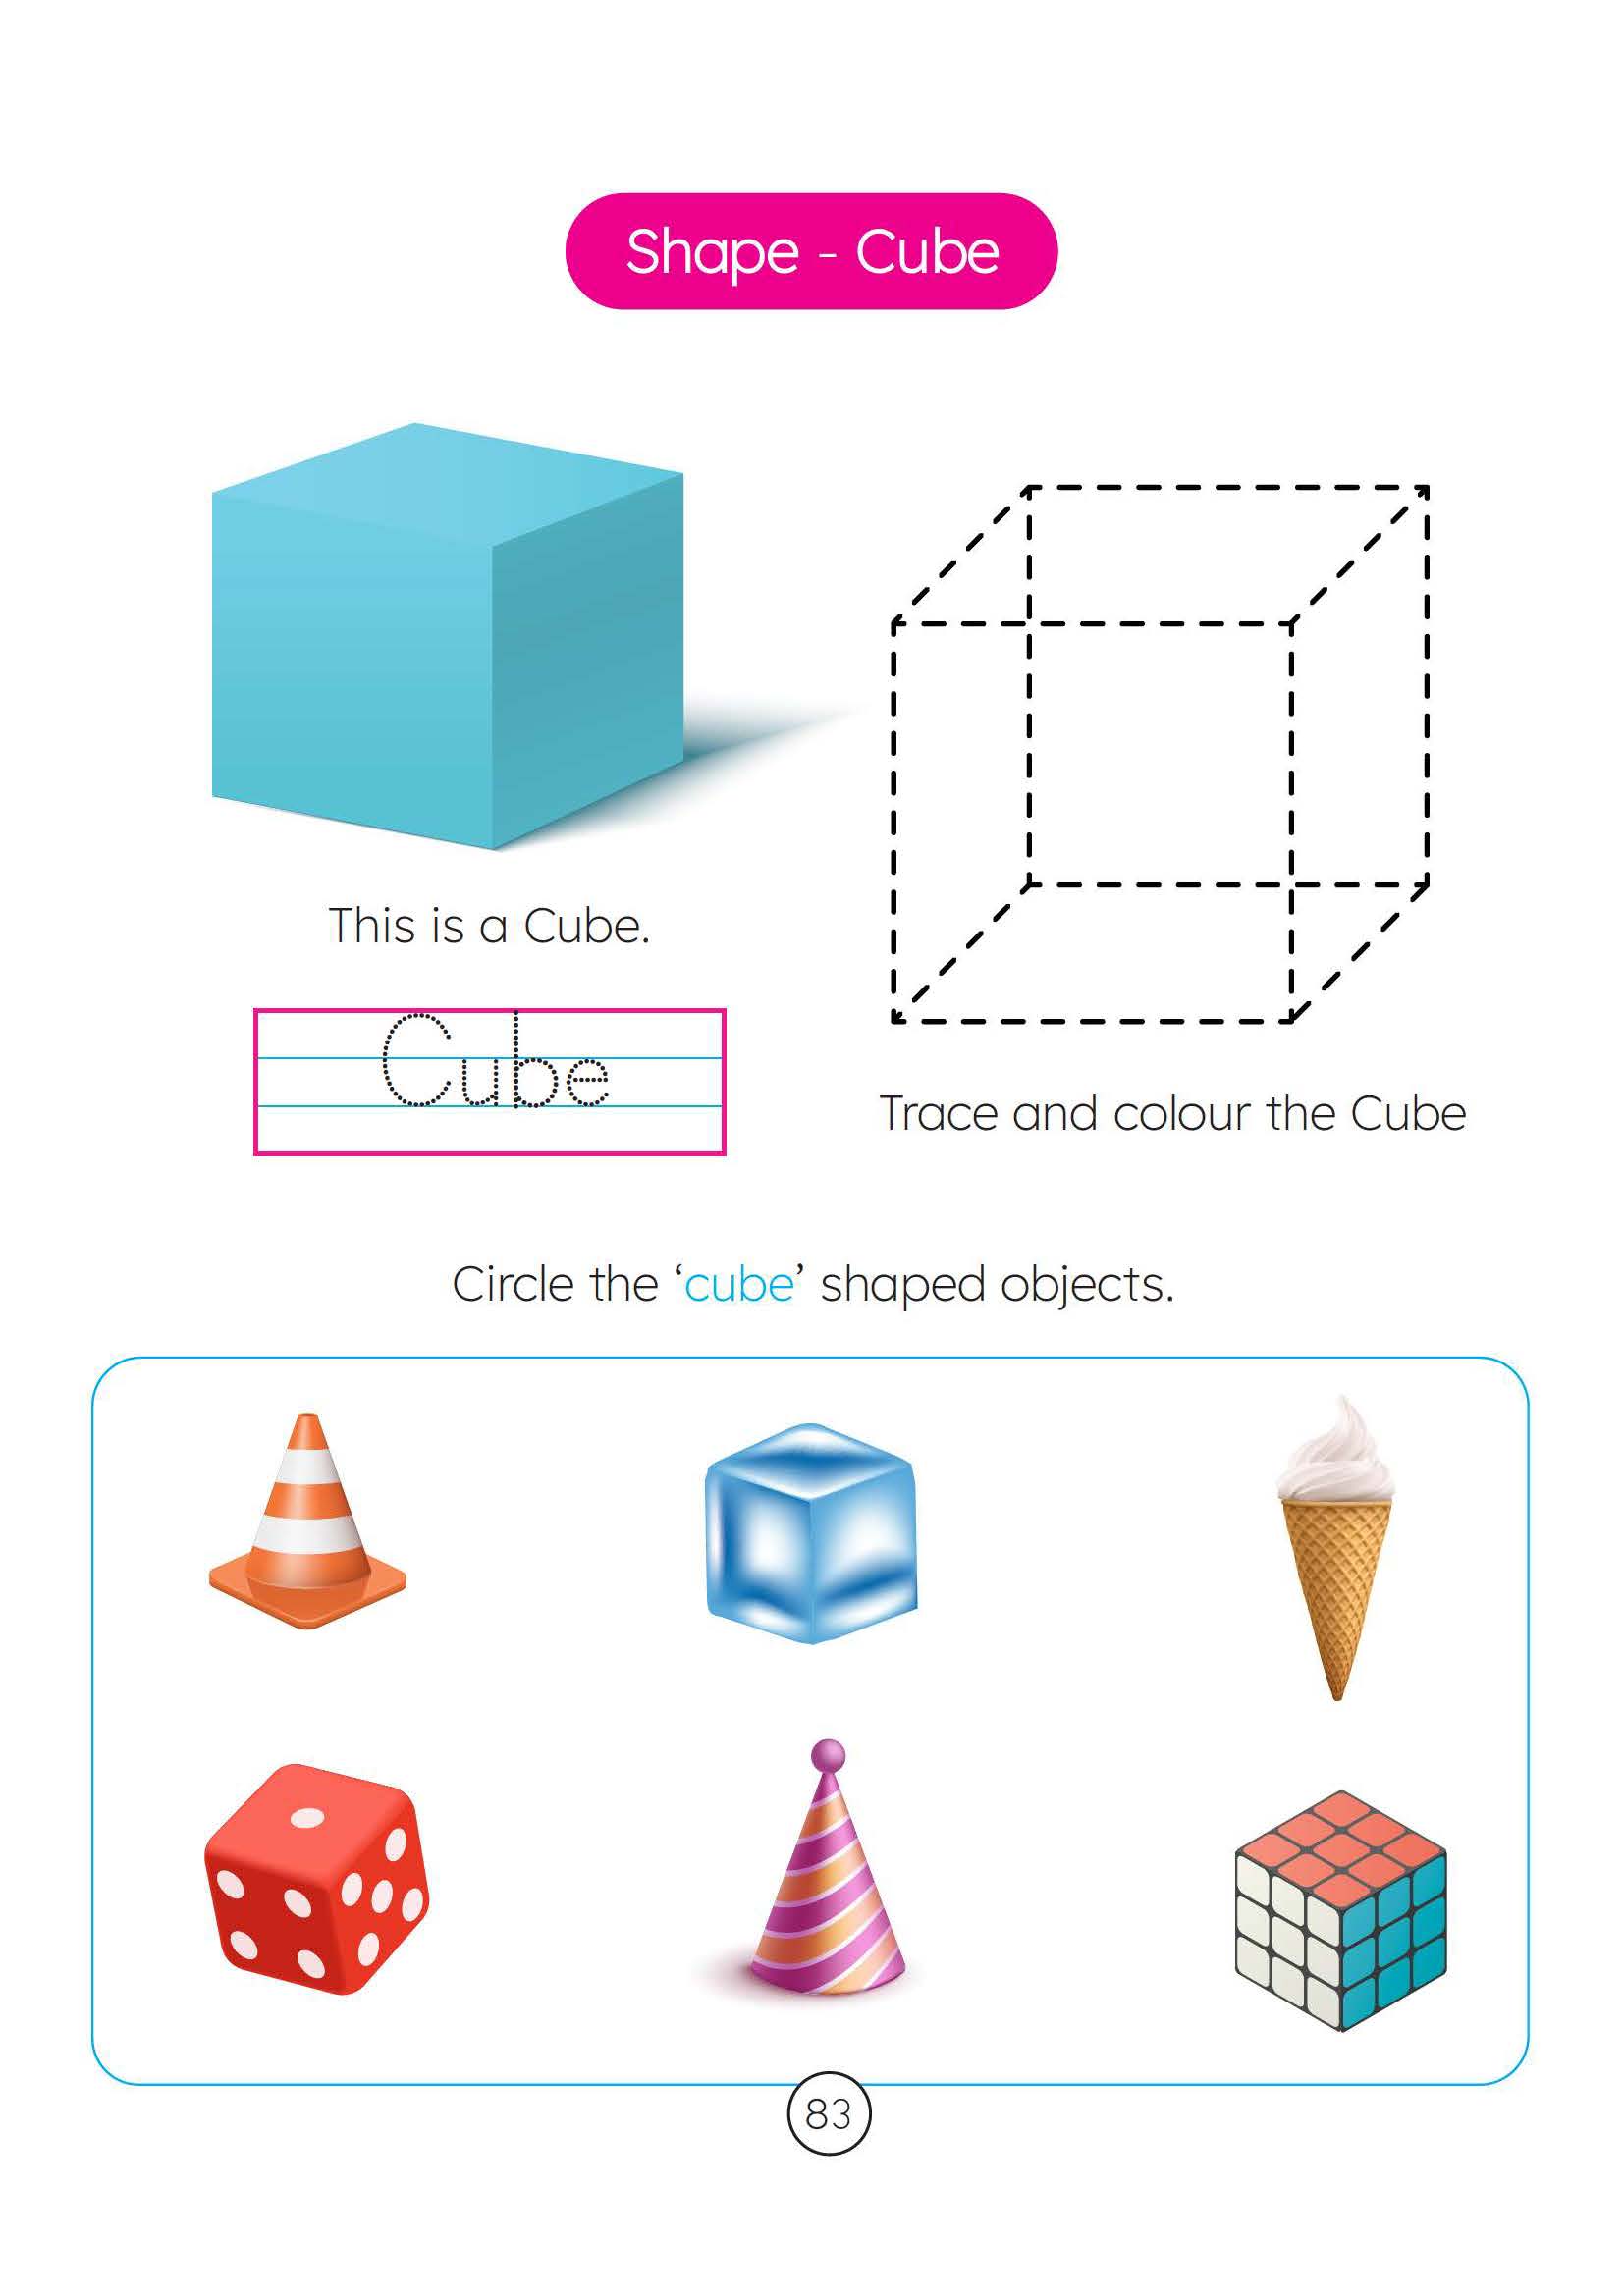 Shape - Cube
This is a Cube.
Cube
Trace and colour the Cube
Circle the ‘cube’ shaped objects.
83